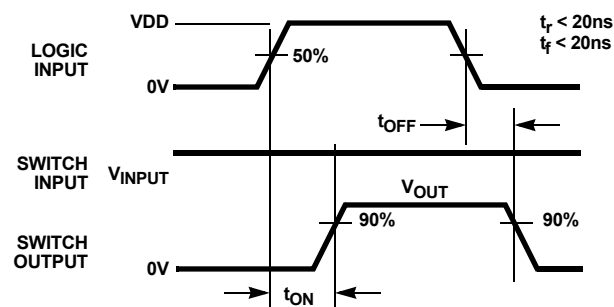 VDD
tr < 20ns
tf < 20ns
LOGIC
INPUT
50%
0V
tOFF
SWITCH
INPUT
VINPUT
VOUT
90%
90%
SWITCH
OUTPUT
0V
tON